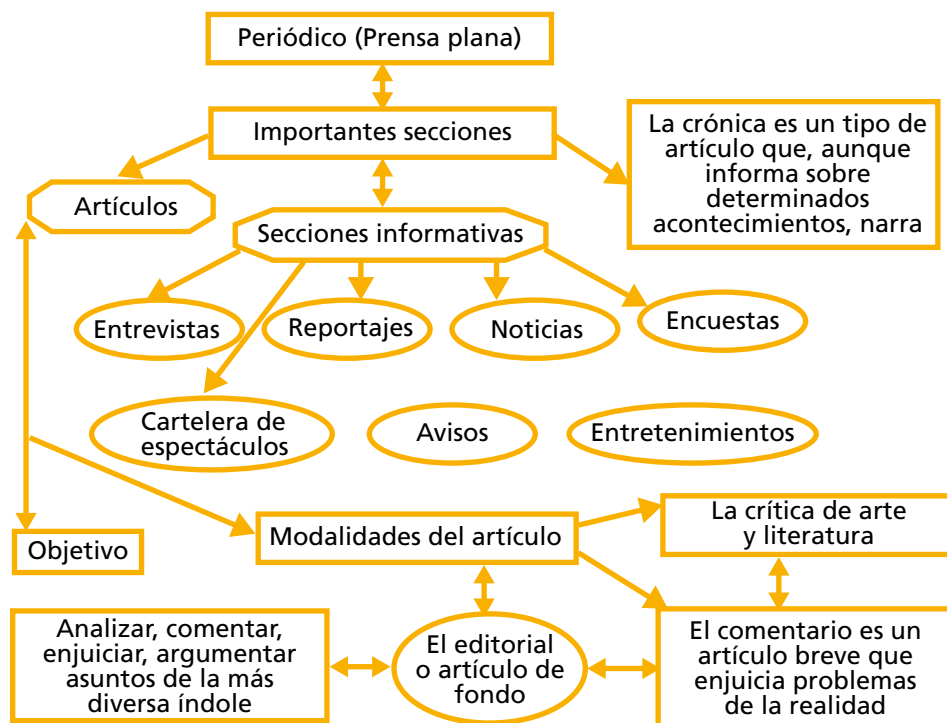 Periódico (Prensa plana)
Importantes secciones
La crónica es un tipo de
artículo que, aunque
informa sobre
determinados
acontecimientos, narra
Artículos
Secciones informativas
Entrevistas
Reportajes
Noticias
Encuestas
Cartelera de
espectáculos
Avisos
Entretenimientos
Objetivo
Modalidades del artículo
La crítica de arte
y literatura
Analizar, comentar,
enjuiciar, argumentar
asuntos de la más
diversa índole
El editorial
o artículo de
fondo
El comentario es un
artículo breve que
enjuicia problemas
de la realidad